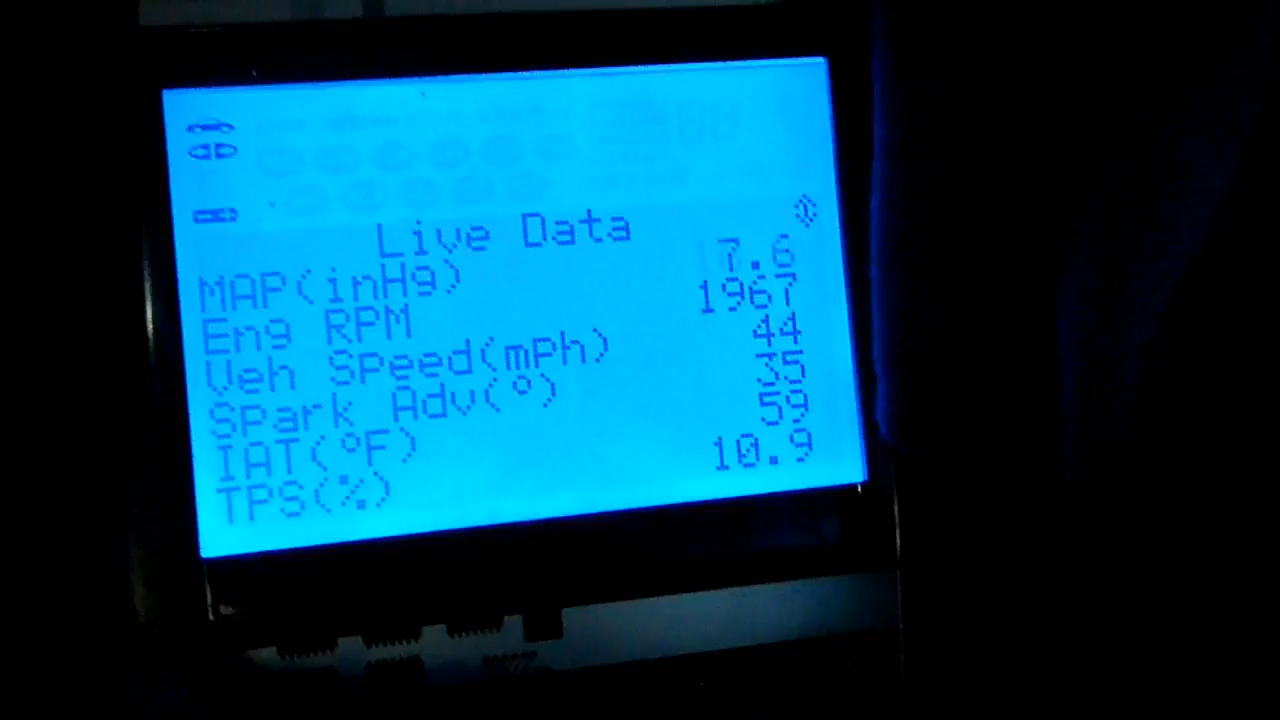 Live Data
MAP(inHg) 7.6
Eng RPM 1967
Veh Speed(mph) 44
Spark Adv(°) 35
IAT(°F) 59
TPS(%) 10.9